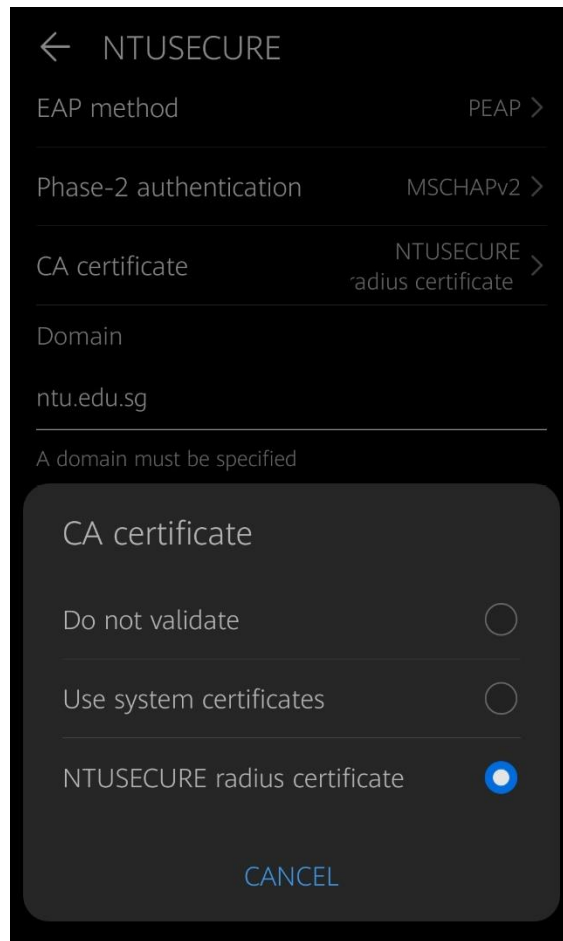 NTUSECURE
EAP method PEAP
Phase-2 authentication MSCHAPv2
CA certificate NTUSECURE
adius certificate
Domain
ntu.edu.sg
A domain must be specified
CA certificate
Do not validate
Use system certificates
NTUSECURE radius certificate
CANCEL